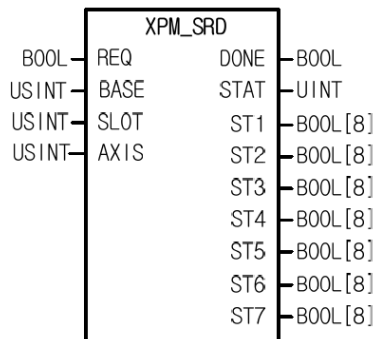 XPM_SRD
BOOL REQ DONE BOOL
USINT BASE STAT UINT
USINT SLOT ST1 BOOL[8]
USINT AXIS ST2 BOOL[8]
ST3 BOOL[8]
ST4 BOOL[8]
ST5 BOOL[8]
ST6 BOOL[8]
ST7 BOOL[8]